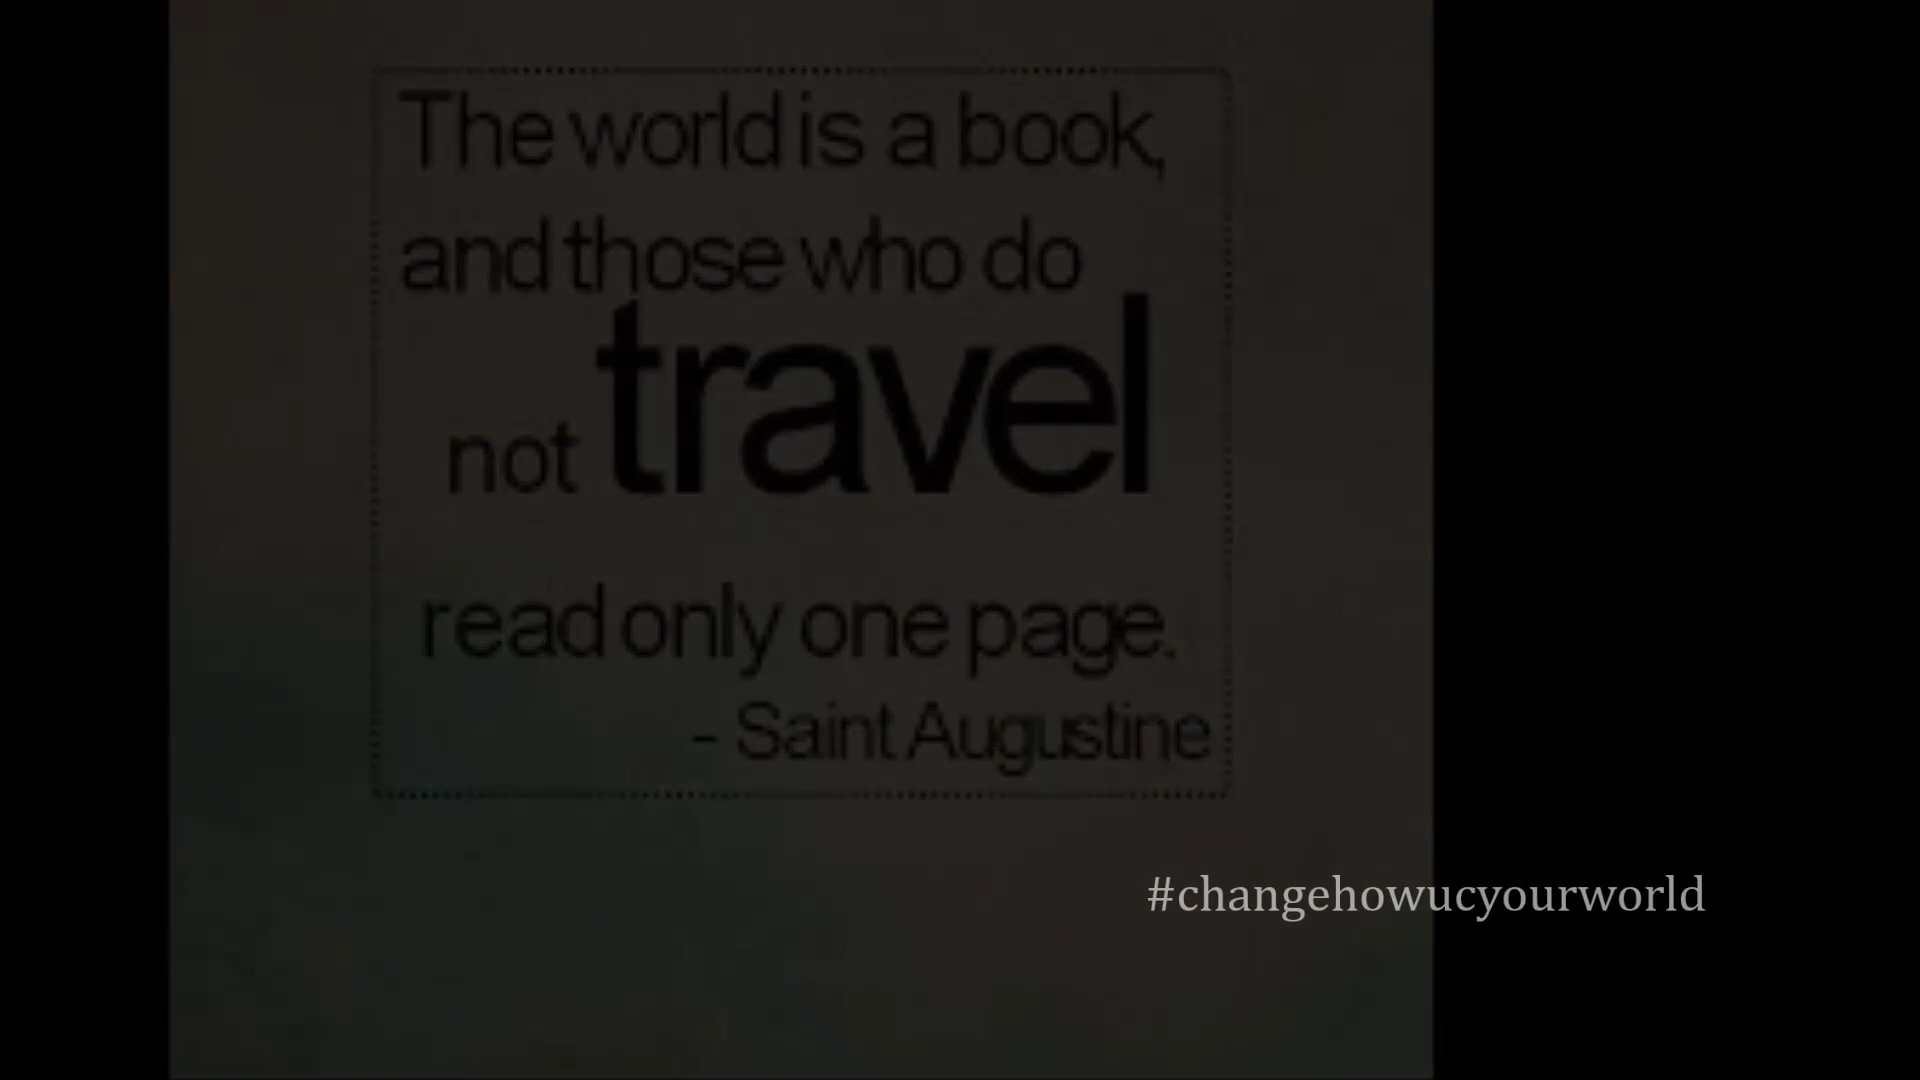 The world is a book,
and those who do
not travel
read only one page.
- Saint Augustine
#changehowucyourworld